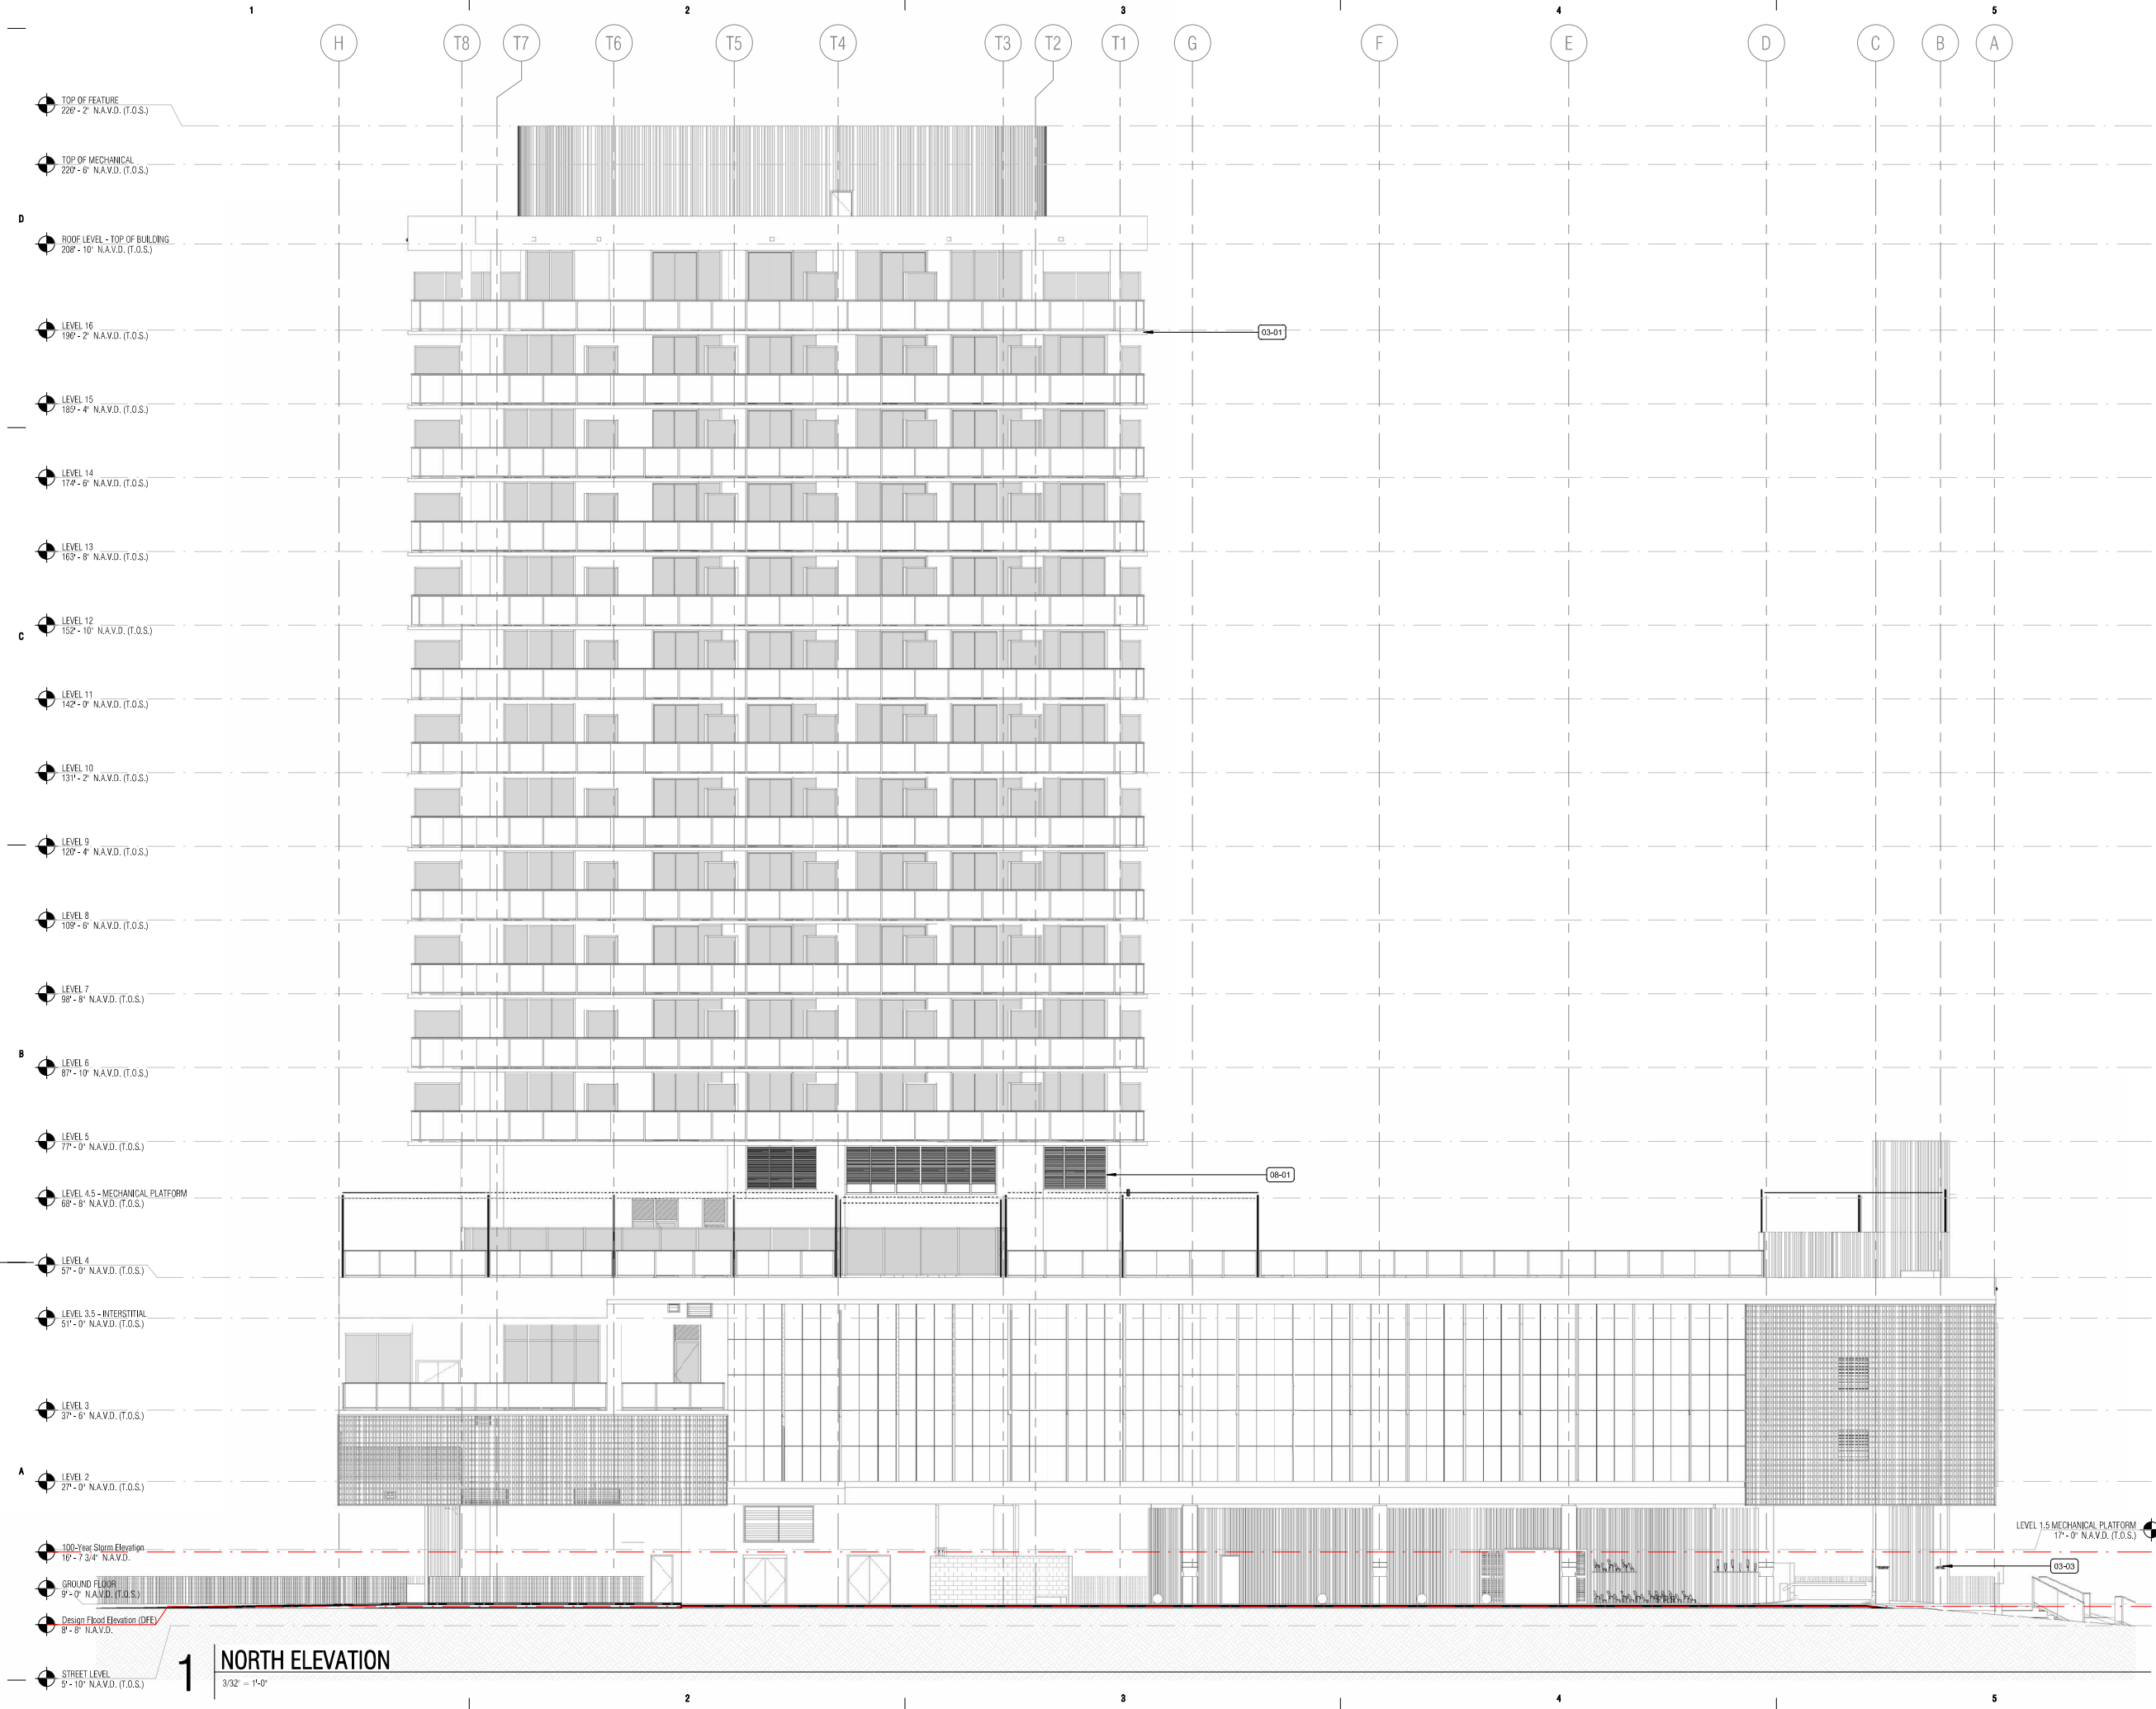 1 2 3 4 5
H T8 T7 T6 T5 T4 T3 T2 T1 G F E D C B A
TOP OF FEATURE
226' - 2" N.A.V.D. (T.O.S.)
TOP OF MECHANICAL
220' - 6" N.A.V.D. (T.O.S.)
D
ROOF LEVEL - TOP OF BUILDING
208' - 10" N.A.V.D. (T.O.S.)
LEVEL 16
196' - 2" N.A.V.D. (T.O.S.)
03-01
LEVEL 15
185' - 4" N.A.V.D. (T.O.S.)
LEVEL 14
174' - 6" N.A.V.D. (T.O.S.)
LEVEL 13
163' - 8" N.A.V.D. (T.O.S.)
LEVEL 12
152' - 10" N.A.V.D. (T.O.S.)
C
LEVEL 11
142' - 0" N.A.V.D. (T.O.S.)
LEVEL 10
131' - 2" N.A.V.D. (T.O.S.)
LEVEL 9
120' - 4" N.A.V.D. (T.O.S.)
LEVEL 8
109' - 6" N.A.V.D. (T.O.S.)
LEVEL 7
98' - 8" N.A.V.D. (T.O.S.)
B
LEVEL 6
87' - 10" N.A.V.D. (T.O.S.)
LEVEL 5
77' - 0" N.A.V.D. (T.O.S.)
08-01
LEVEL 4.5 - MECHANICAL PLATFORM
68' - 8" N.A.V.D. (T.O.S.)
LEVEL 4
57' - 0" N.A.V.D. (T.O.S.)
LEVEL 3.5 - INTERSTITIAL
51' - 0" N.A.V.D. (T.O.S.)
LEVEL 3
37' - 6" N.A.V.D. (T.O.S.)
A
LEVEL 2
27' - 0" N.A.V.D. (T.O.S.)
LEVEL 1.5 MECHANICAL PLATFORM
17' - 0" N.A.V.D. (T.O.S.)
100-Year Storm Elevation
16' - 7 3/4" N.A.V.D.
03-03
GROUND FLOOR
9' - 0" N.A.V.D. (T.O.S.)
Design Flood Elevation (DFE)
8' - 8" N.A.V.D.
STREET LEVEL
5' - 10" N.A.V.D. (T.O.S.)
1 NORTH ELEVATION
3/32" = 1'-0"
2 3 4 5